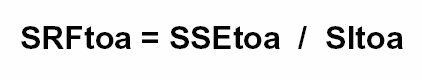 SRFtoa = SSEtoa / SItoa